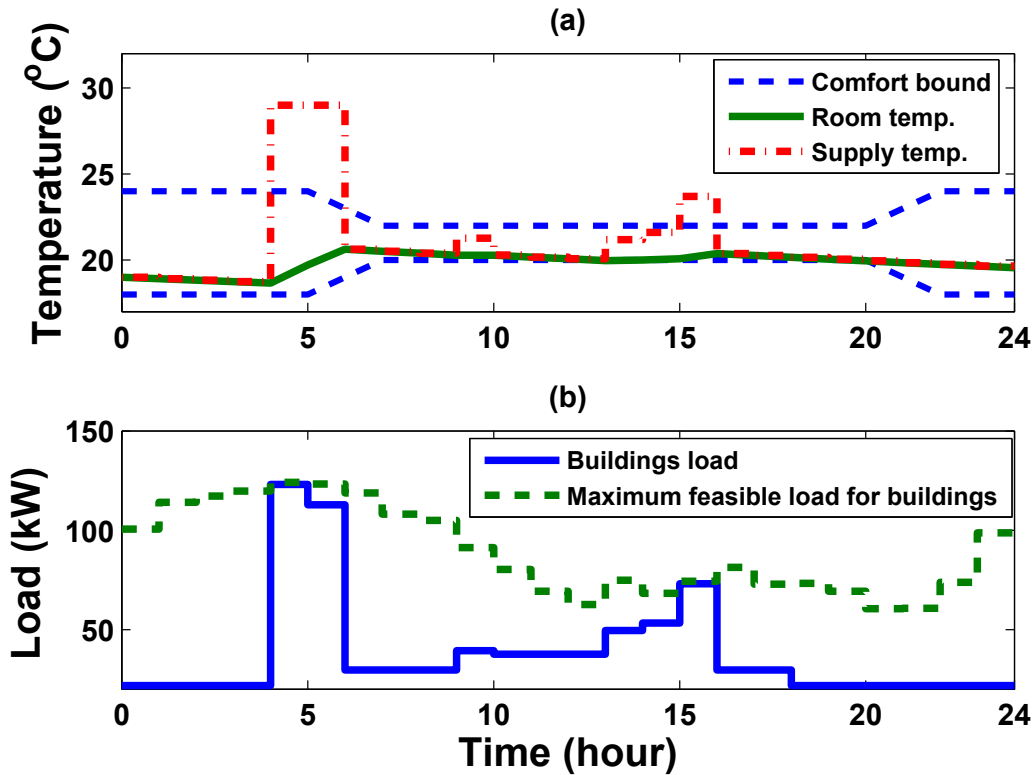 (a)
Temperature (°C)
30
25
20
Comfort bound
Room temp.
Supply temp.
0
5
10
15
20
24
(b)
Load (kW)
150
100
50
Buildings load
Maximum feasible load for buildings
0
5
10
15
20
24
Time (hour)